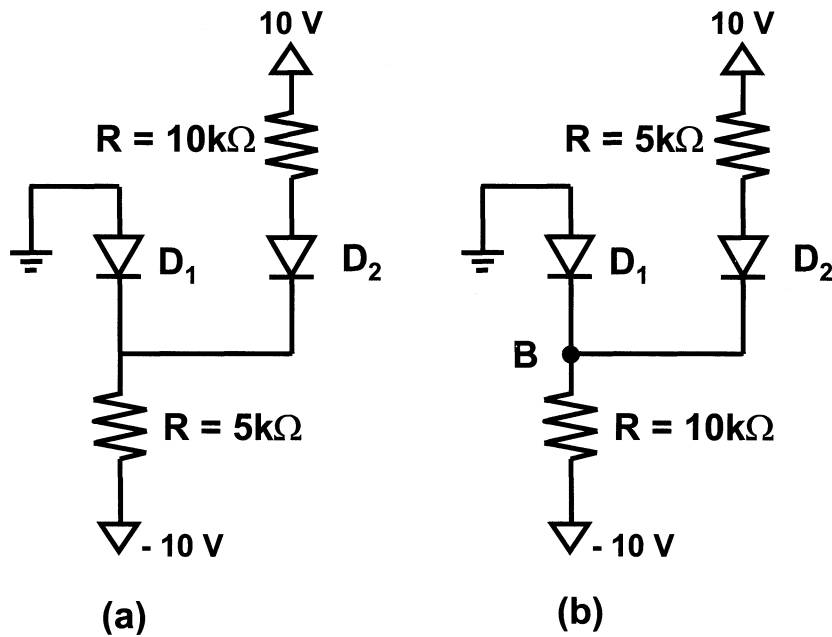 10 V
R = 10kΩ
D1
D2
R = 5kΩ
- 10 V
(a)
10 V
R = 5kΩ
D1
D2
B
R = 10kΩ
- 10 V
(b)